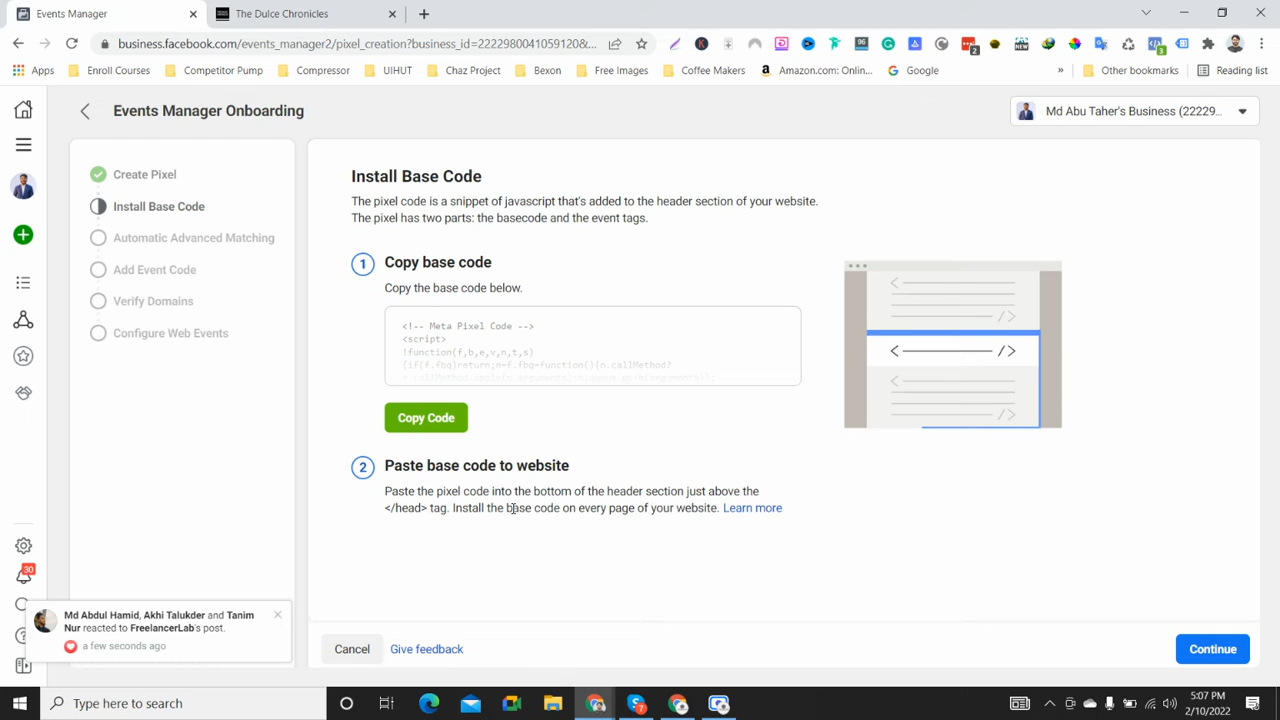 Events Manager
The Dulce Chronicles
business.facebook.com/events_manager2/pixel_creation?business_id=2222980041059120&...
Apps
Enroll Courses
Competitor Pump
Compressor
UIHUT
Chaz Project
Bexon
Free Images
Coffee Makers
Amazon.com: Onlin...
Google
»
Other bookmarks
Reading list
Events Manager Onboarding
Md Abu Taher's Business (22229...
Create Pixel
Install Base Code
Automatic Advanced Matching
Add Event Code
Verify Domains
Configure Web Events
Install Base Code
The pixel code is a snippet of javascript that's added to the header section of your website.
The pixel has two parts: the basecode and the event tags.
1 Copy base code
Copy the base code below.
<!-- Meta Pixel Code -->
<script>
!function(f,b,e,v,n,t,s)
{if(f.fbq)return;n=f.fbq=function(){n.callMethod?
Copy Code
2 Paste base code to website
Paste the pixel code into the bottom of the header section just above the
</head> tag. Install the base code on every page of your website. Learn more
30
Md Abdul Hamid, Akhi Talukder and Tanim
Nur reacted to FreelancerLab's post.
a few seconds ago
Cancel
Give feedback
Continue
Type here to search
5:07 PM
2/10/2022